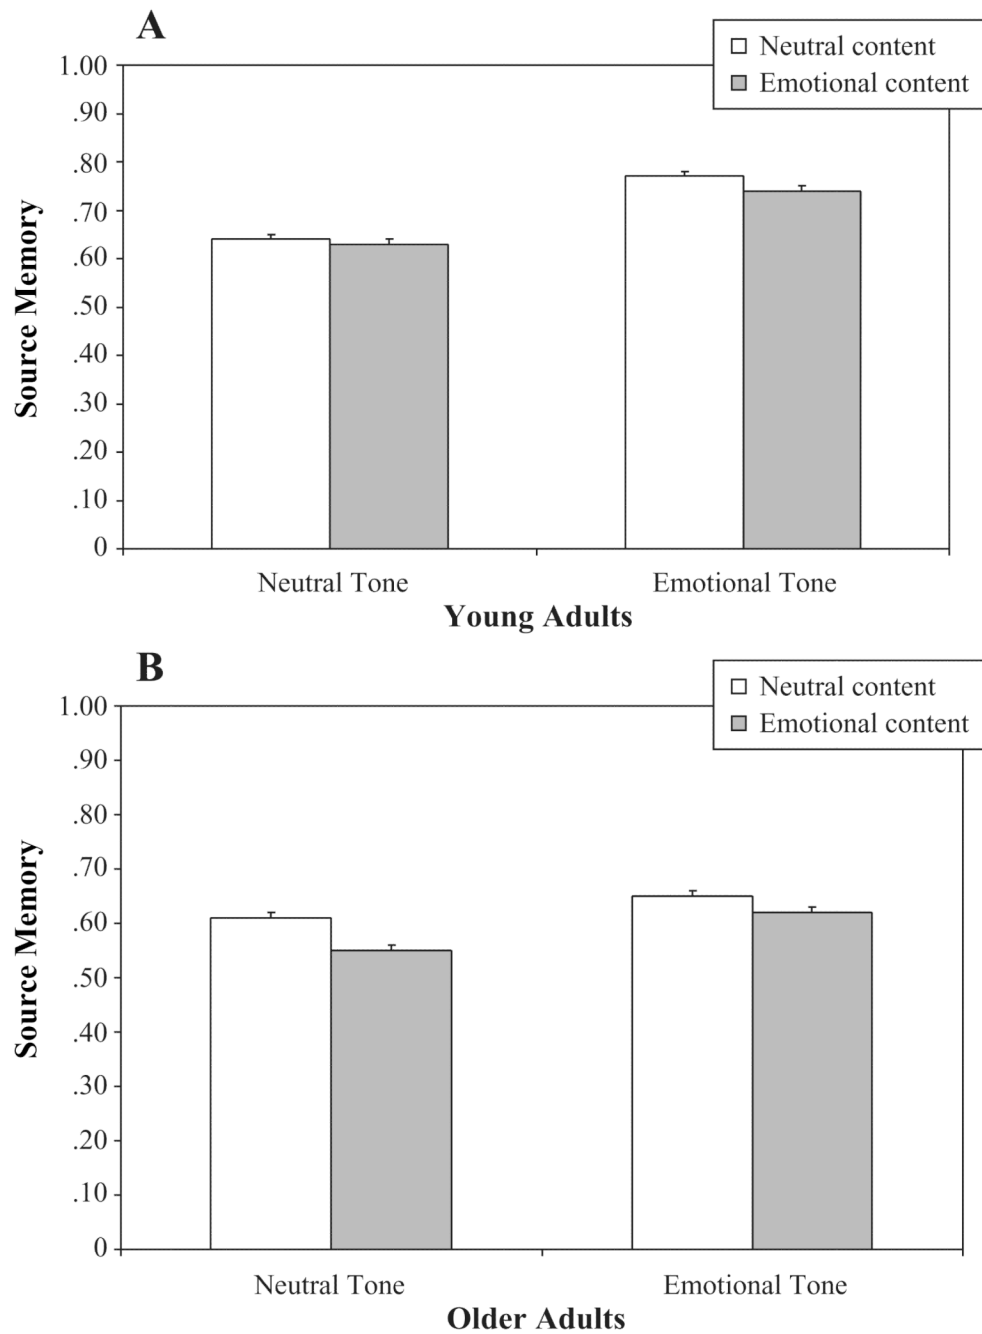 A
Neutral content
Emotional content
1.00
.90
.80
.70
.60
.50
.40
.30
.20
.10
0
Source Memory
Neutral Tone
Emotional Tone
Young Adults
B
Neutral content
Emotional content
1.00
.90
.80
.70
.60
.50
.40
.30
.20
.10
0
Source Memory
Neutral Tone
Emotional Tone
Older Adults